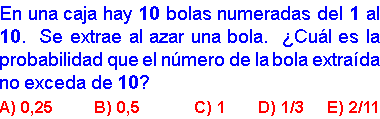 En una caja hay 10 bolas numeradas del 1 al
10. Se extrae al azar una bola. ¿Cuál es la
probabilidad que el número de la bola extraída
no exceda de 10?
A) 0,25 B) 0,5 C) 1 D) 1/3 E) 2/11